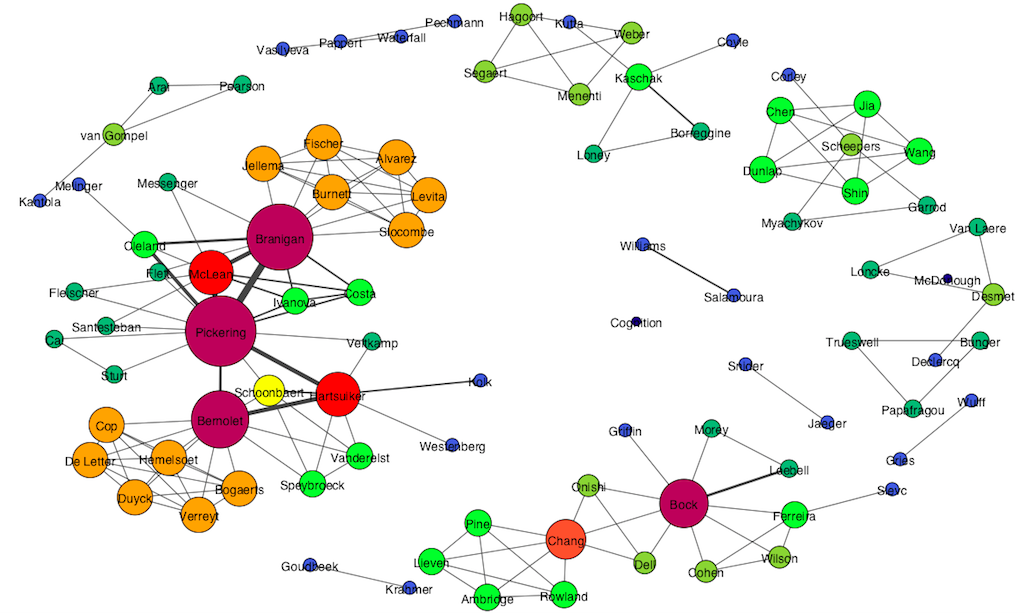 Pechmann
Hagoort
Kutta
Weber
Waterfall
Pappert
Vasilyeva
Coyle
Segaert
Kaschak
Menenti
Corley
Arai
Pearson
Chen
Jia
van Gompel
Borreggine
Fischer
Scheepers
Loney
Wang
Jellema
Alvarez
Dunlap
Melinger
Messenger
Burnett
Levita
Shin
Kantola
Garrod
Myachykov
Slocombe
Van Laere
Branigan
Cleland
Williams
Flett
McLean
Loncke
McDonough
Fleischer
Ivanova
Costa
Salamoura
Desmet
Santesteban
Cognition
Pickering
Cai
Veltkamp
Trueswell
Bunger
Declercq
Sturt
Snider
Kolk
Schoonbaert
Hartsuiker
Wulff
Papafragou
Bernolet
Jaeder
Cop
Griffin
Morey
Westenberg
De Letter
Hemelsoet
Vanderelst
Gries
Loebell
Duyck
Bogaerts
Speybroeck
Onishi
Slevc
Bock
Verreyt
Pine
Ferreira
Chang
Lieven
Dell
Wilson
Goudbeek
Cohen
Krahmer
Ambridge
Rowland